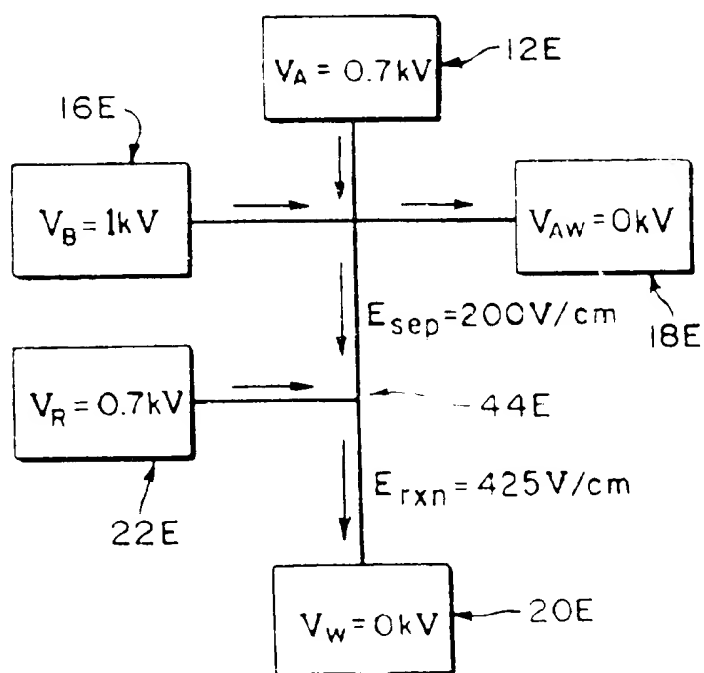 V_A = 0.7kV
12E
16E
V_B = 1kV
V_AW = 0kV
18E
E_sep = 200V/cm
V_R = 0.7kV
44E
22E
E_rxn = 425V/cm
V_W = 0kV
20E